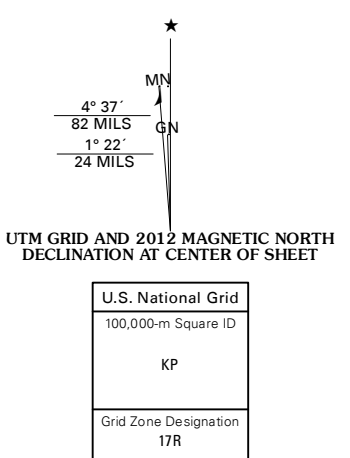 ★
MN
4° 37´
82 MILS
GN
1° 22´
24 MILS
UTM GRID AND 2012 MAGNETIC NORTH
DECLINATION AT CENTER OF SHEET
U.S. National Grid
100,000-m Square ID
KP
Grid Zone Designation
17R